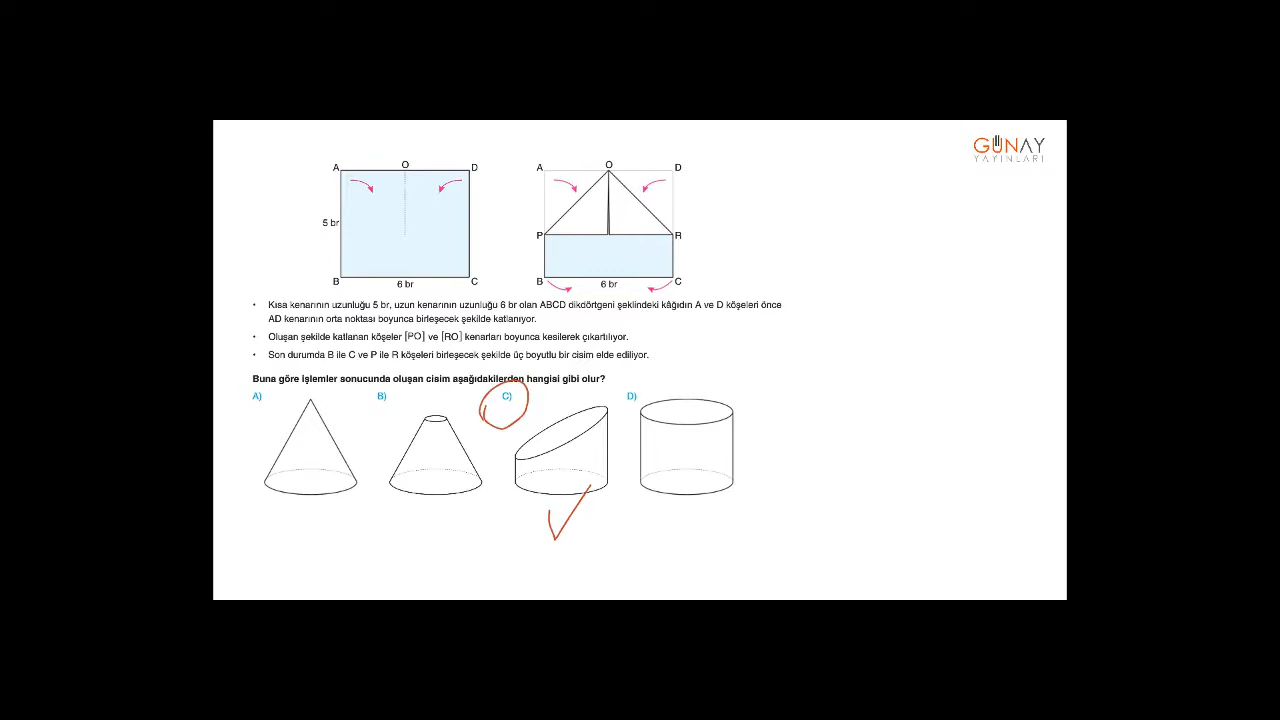 GÜNAY
YAYINLARI
A O D
A O D
5 br
P R
B 6 br C
B 6 br C
• Kısa kenarının uzunluğu 5 br, uzun kenarının uzunluğu 6 br olan ABCD dikdörtgeni şeklindeki kâğıdın A ve D köşeleri önce
AD kenarının orta noktası boyunca birleşecek şekilde katlanıyor.
• Oluşan şekilde katlanan köşeler [PO] ve [RO] kenarları boyunca kesilerek çıkartılıyor.
• Son durumda B ile C ve P ile R köşeleri birleşecek şekilde üç boyutlu bir cisim elde ediliyor.
Buna göre işlemler sonucunda oluşan cisim aşağıdakilerden hangisi gibi olur?
A) B) C) D)